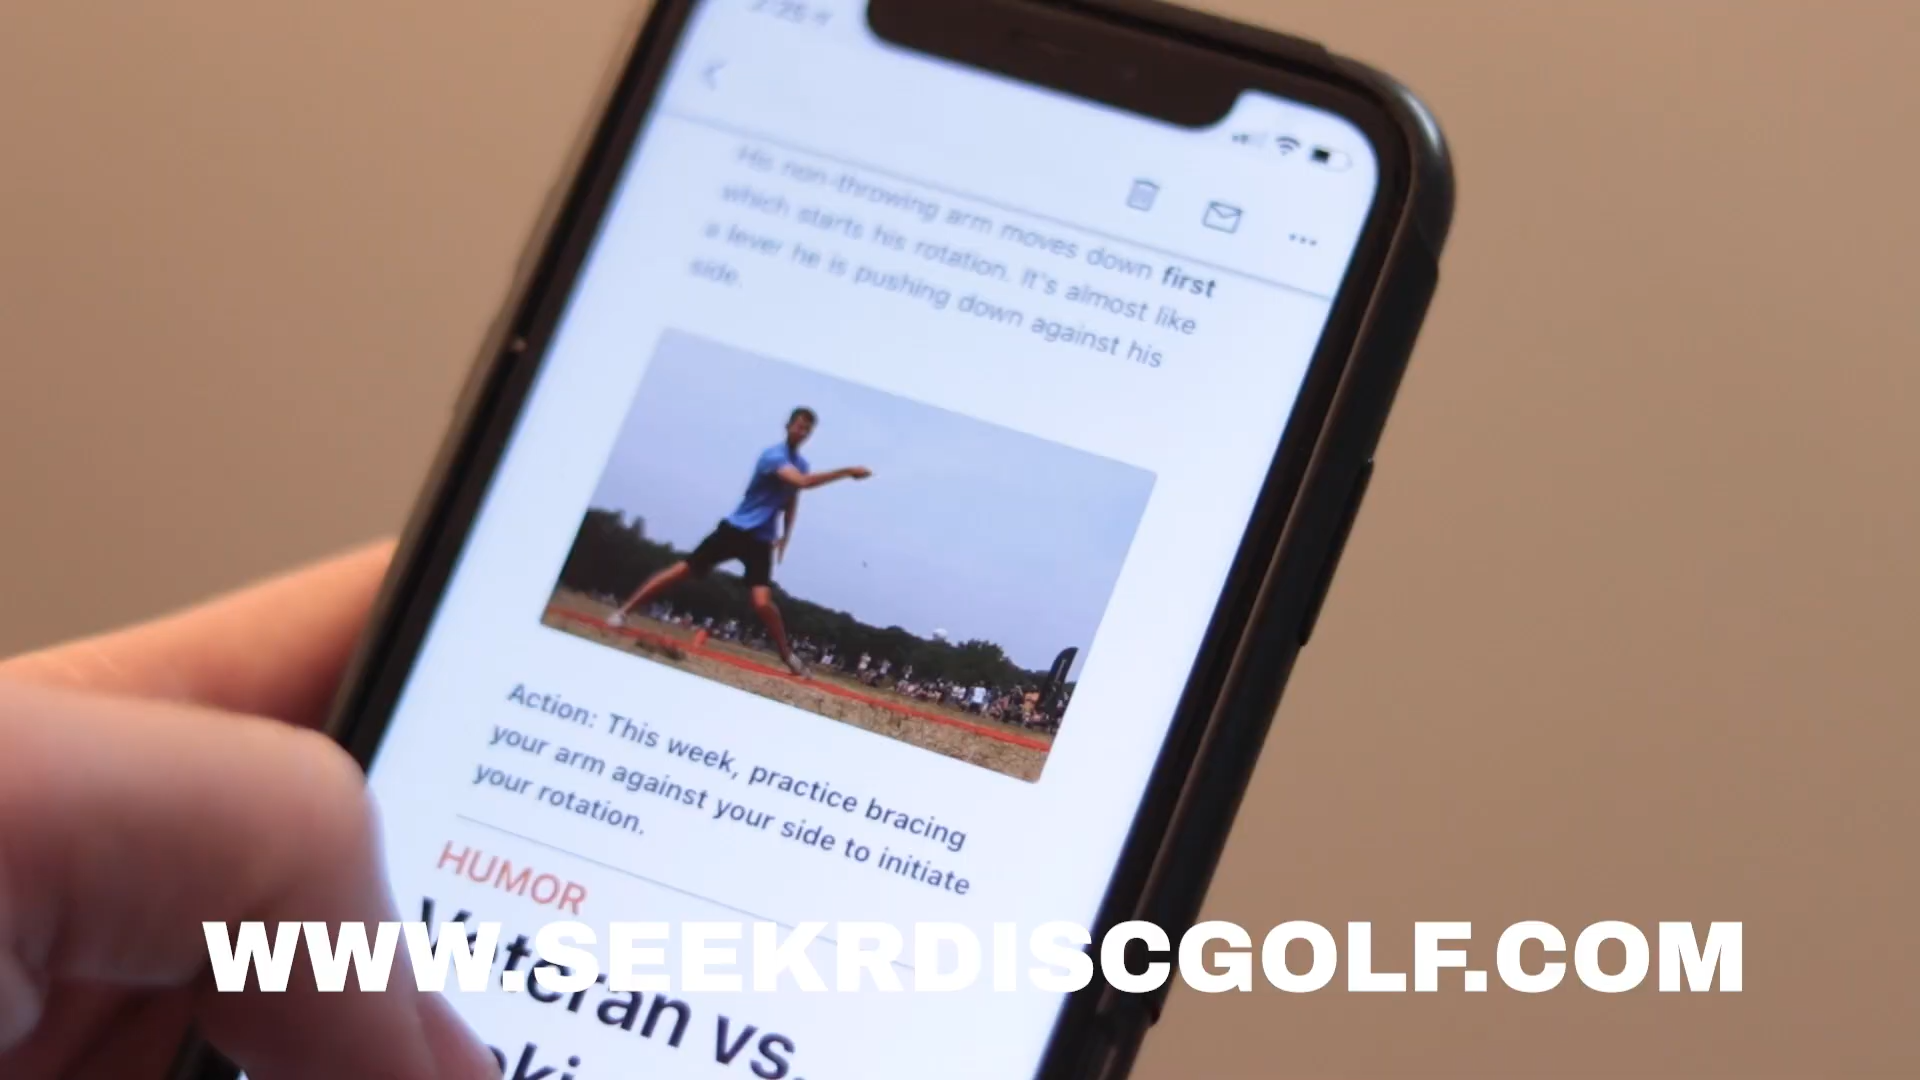 His non-throwing arm moves down first
which starts his rotation. It's almost like
a lever he is pushing down against his
side.
Action: This week, practice bracing
your arm against your side to initiate
your rotation.
HUMOR
Veteran vs.
WWW.SEEKRDISCGOLF.COM